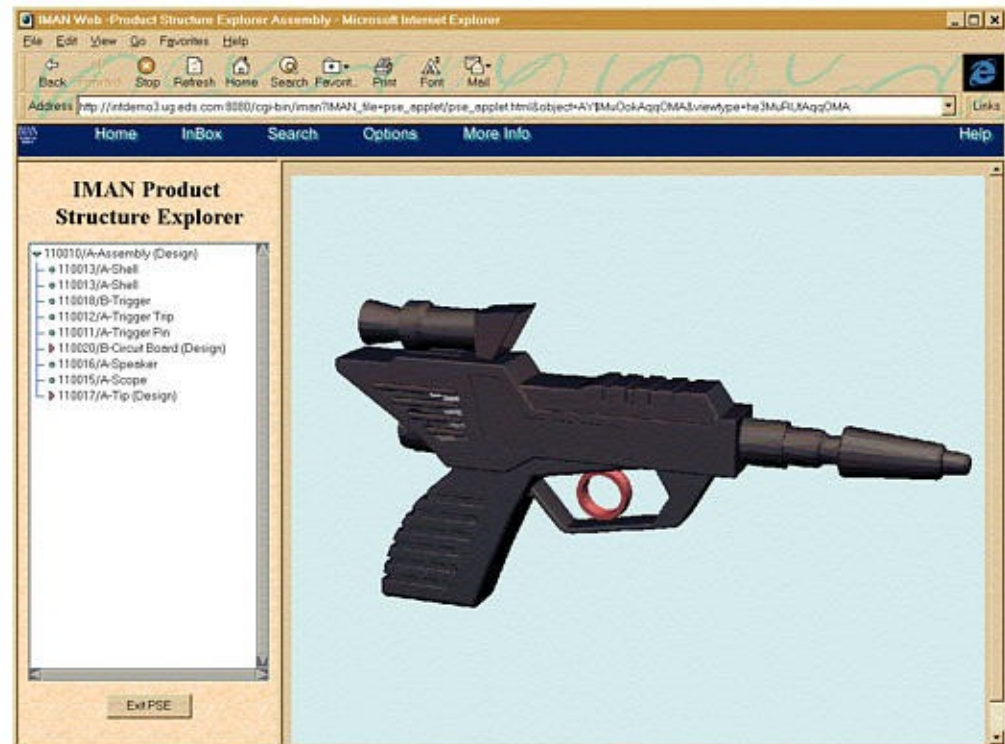 IMAN Web -Product Structure Explorer Assembly - Microsoft Internet Explorer
File Edit View Go Favorites Help
Back Stop Refresh Home Search Favorit.. Print Font Mail
Address Links
Home InBox Search Options More Info Help
IMAN Product
Structure Explorer
110010/A-Assembly (Design)
110013/A-Shell
110013/A-Shell
110018/B-Trigger
110012/A-Trigger Trip
110011/A-Trigger Pin
110020/B-Circuit Board (Design)
110016/A-Speaker
110015/A-Scope
110017/A-Tip (Design)
Exit PSE